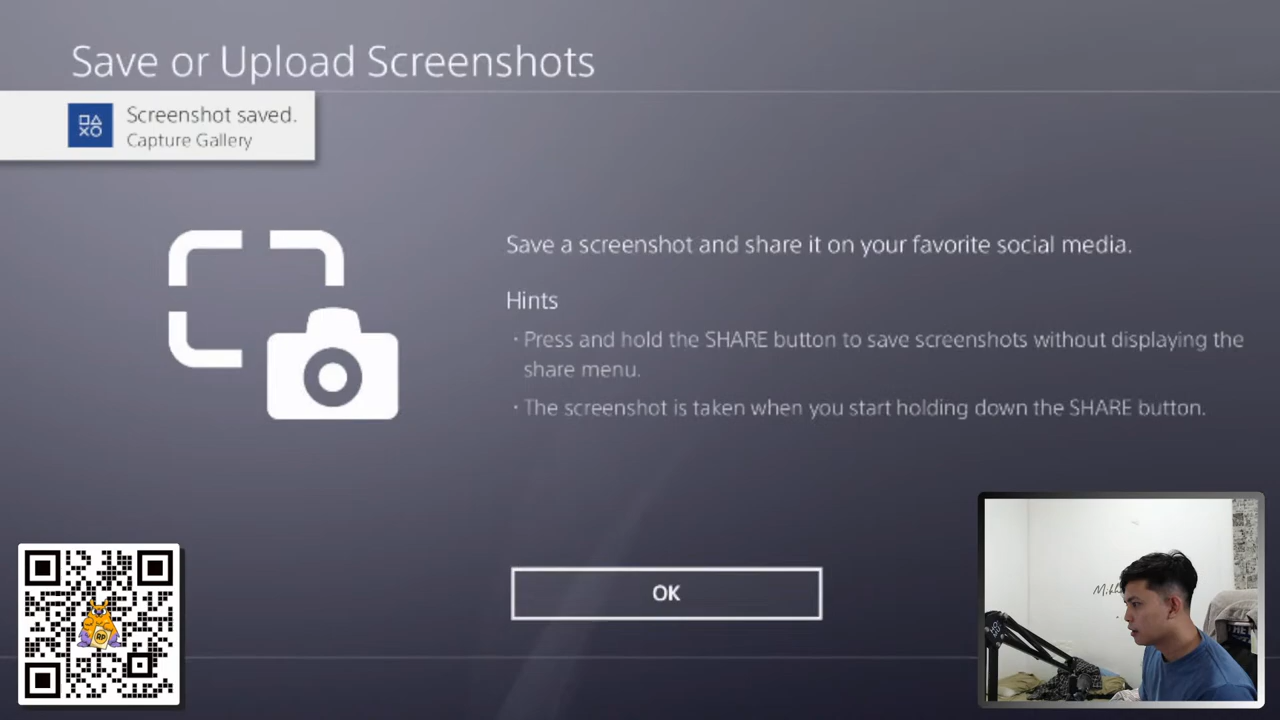 Save or Upload Screenshots
Screenshot saved.
Capture Gallery
Save a screenshot and share it on your favorite social media.
Hints
· Press and hold the SHARE button to save screenshots without displaying the
share menu.
· The screenshot is taken when you start holding down the SHARE button.
OK